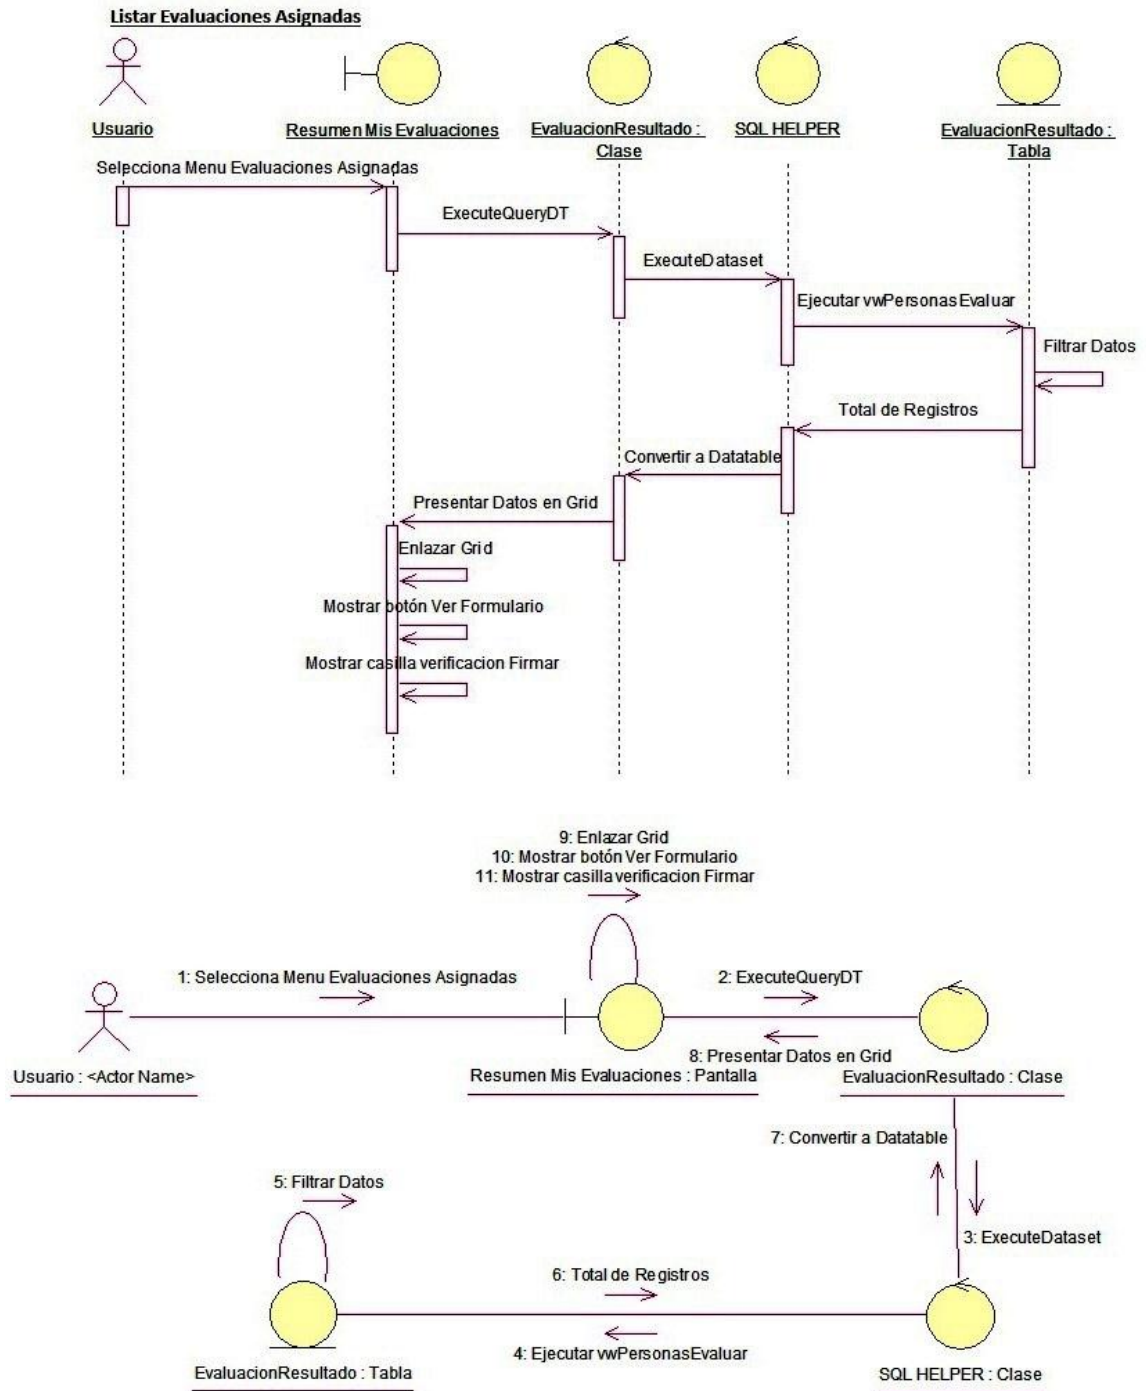 Listar Evaluaciones Asignadas
Usuario
Resumen Mis Evaluaciones
EvaluacionResultado :
Clase
SQL HELPER
EvaluacionResultado :
Tabla
Selecciona Menu Evaluaciones Asignadas
ExecuteQueryDT
ExecuteDataset
Ejecutar vwPersonasEvaluar
Filtrar Datos
Total de Registros
Convertir a Datatable
Presentar Datos en Grid
Enlazar Grid
Mostrar botón Ver Formulario
Mostrar casilla verificacion Firmar
9: Enlazar Grid
10: Mostrar botón Ver Formulario
11: Mostrar casilla verificacion Firmar
1: Selecciona Menu Evaluaciones Asignadas
2: ExecuteQueryDT
8: Presentar Datos en Grid
Usuario : <Actor Name>
Resumen Mis Evaluaciones : Pantalla
EvaluacionResultado : Clase
7: Convertir a Datatable
5: Filtrar Datos
3: ExecuteDataset
6: Total de Registros
4: Ejecutar vwPersonasEvaluar
EvaluacionResultado : Tabla
SQL HELPER : Clase